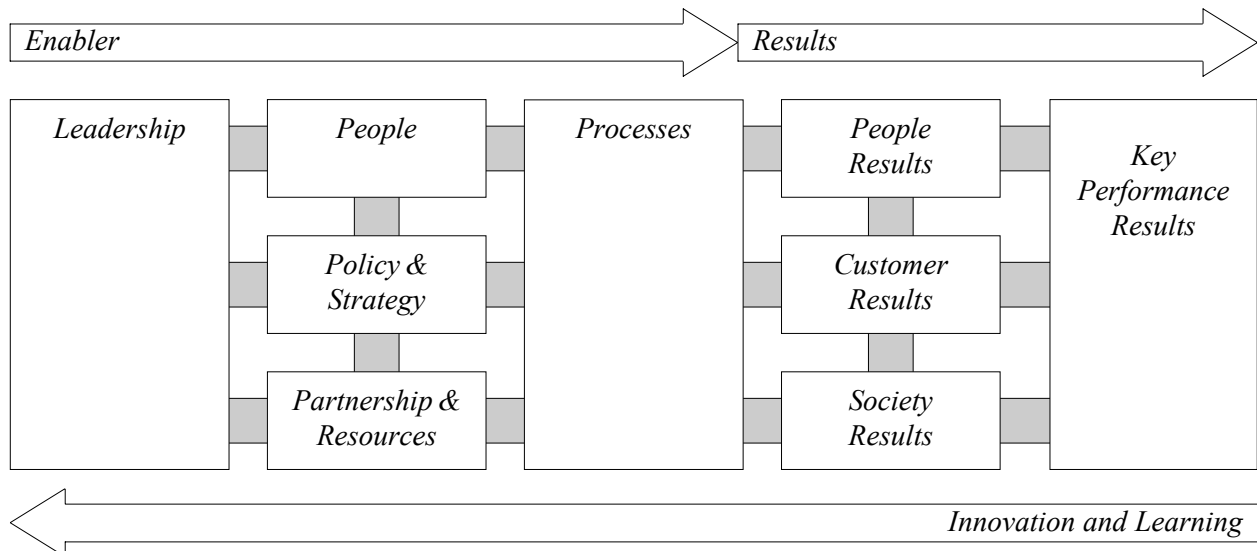 Enabler
Results
Leadership
People
Processes
People
Results
Key
Performance
Results
Policy &
Strategy
Customer
Results
Partnership &
Resources
Society
Results
Innovation and Learning